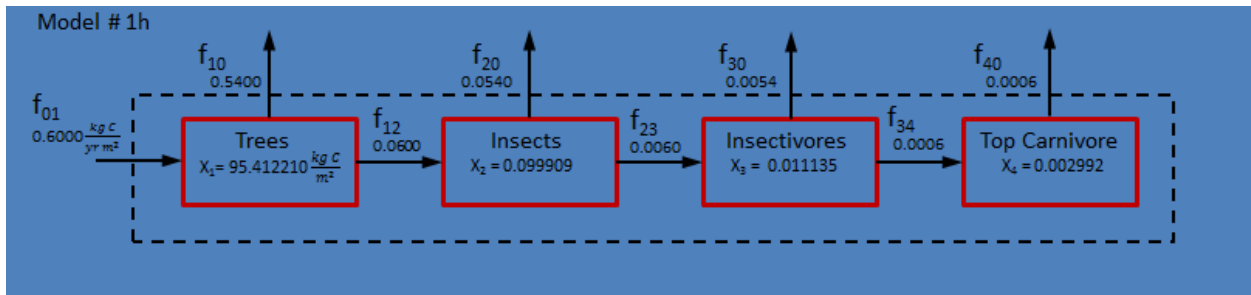 Model # 1h
f10
0.5400
f20
0.0540
f30
0.0054
f40
0.0006
f01
0.6000 kg C / yr m²
Trees
X1= 95.412210 kg C / m²
f12
0.0600
Insects
X2 = 0.099909
f23
0.0060
Insectivores
X3 = 0.011135
f34
0.0006
Top Carnivore
X4 = 0.002992